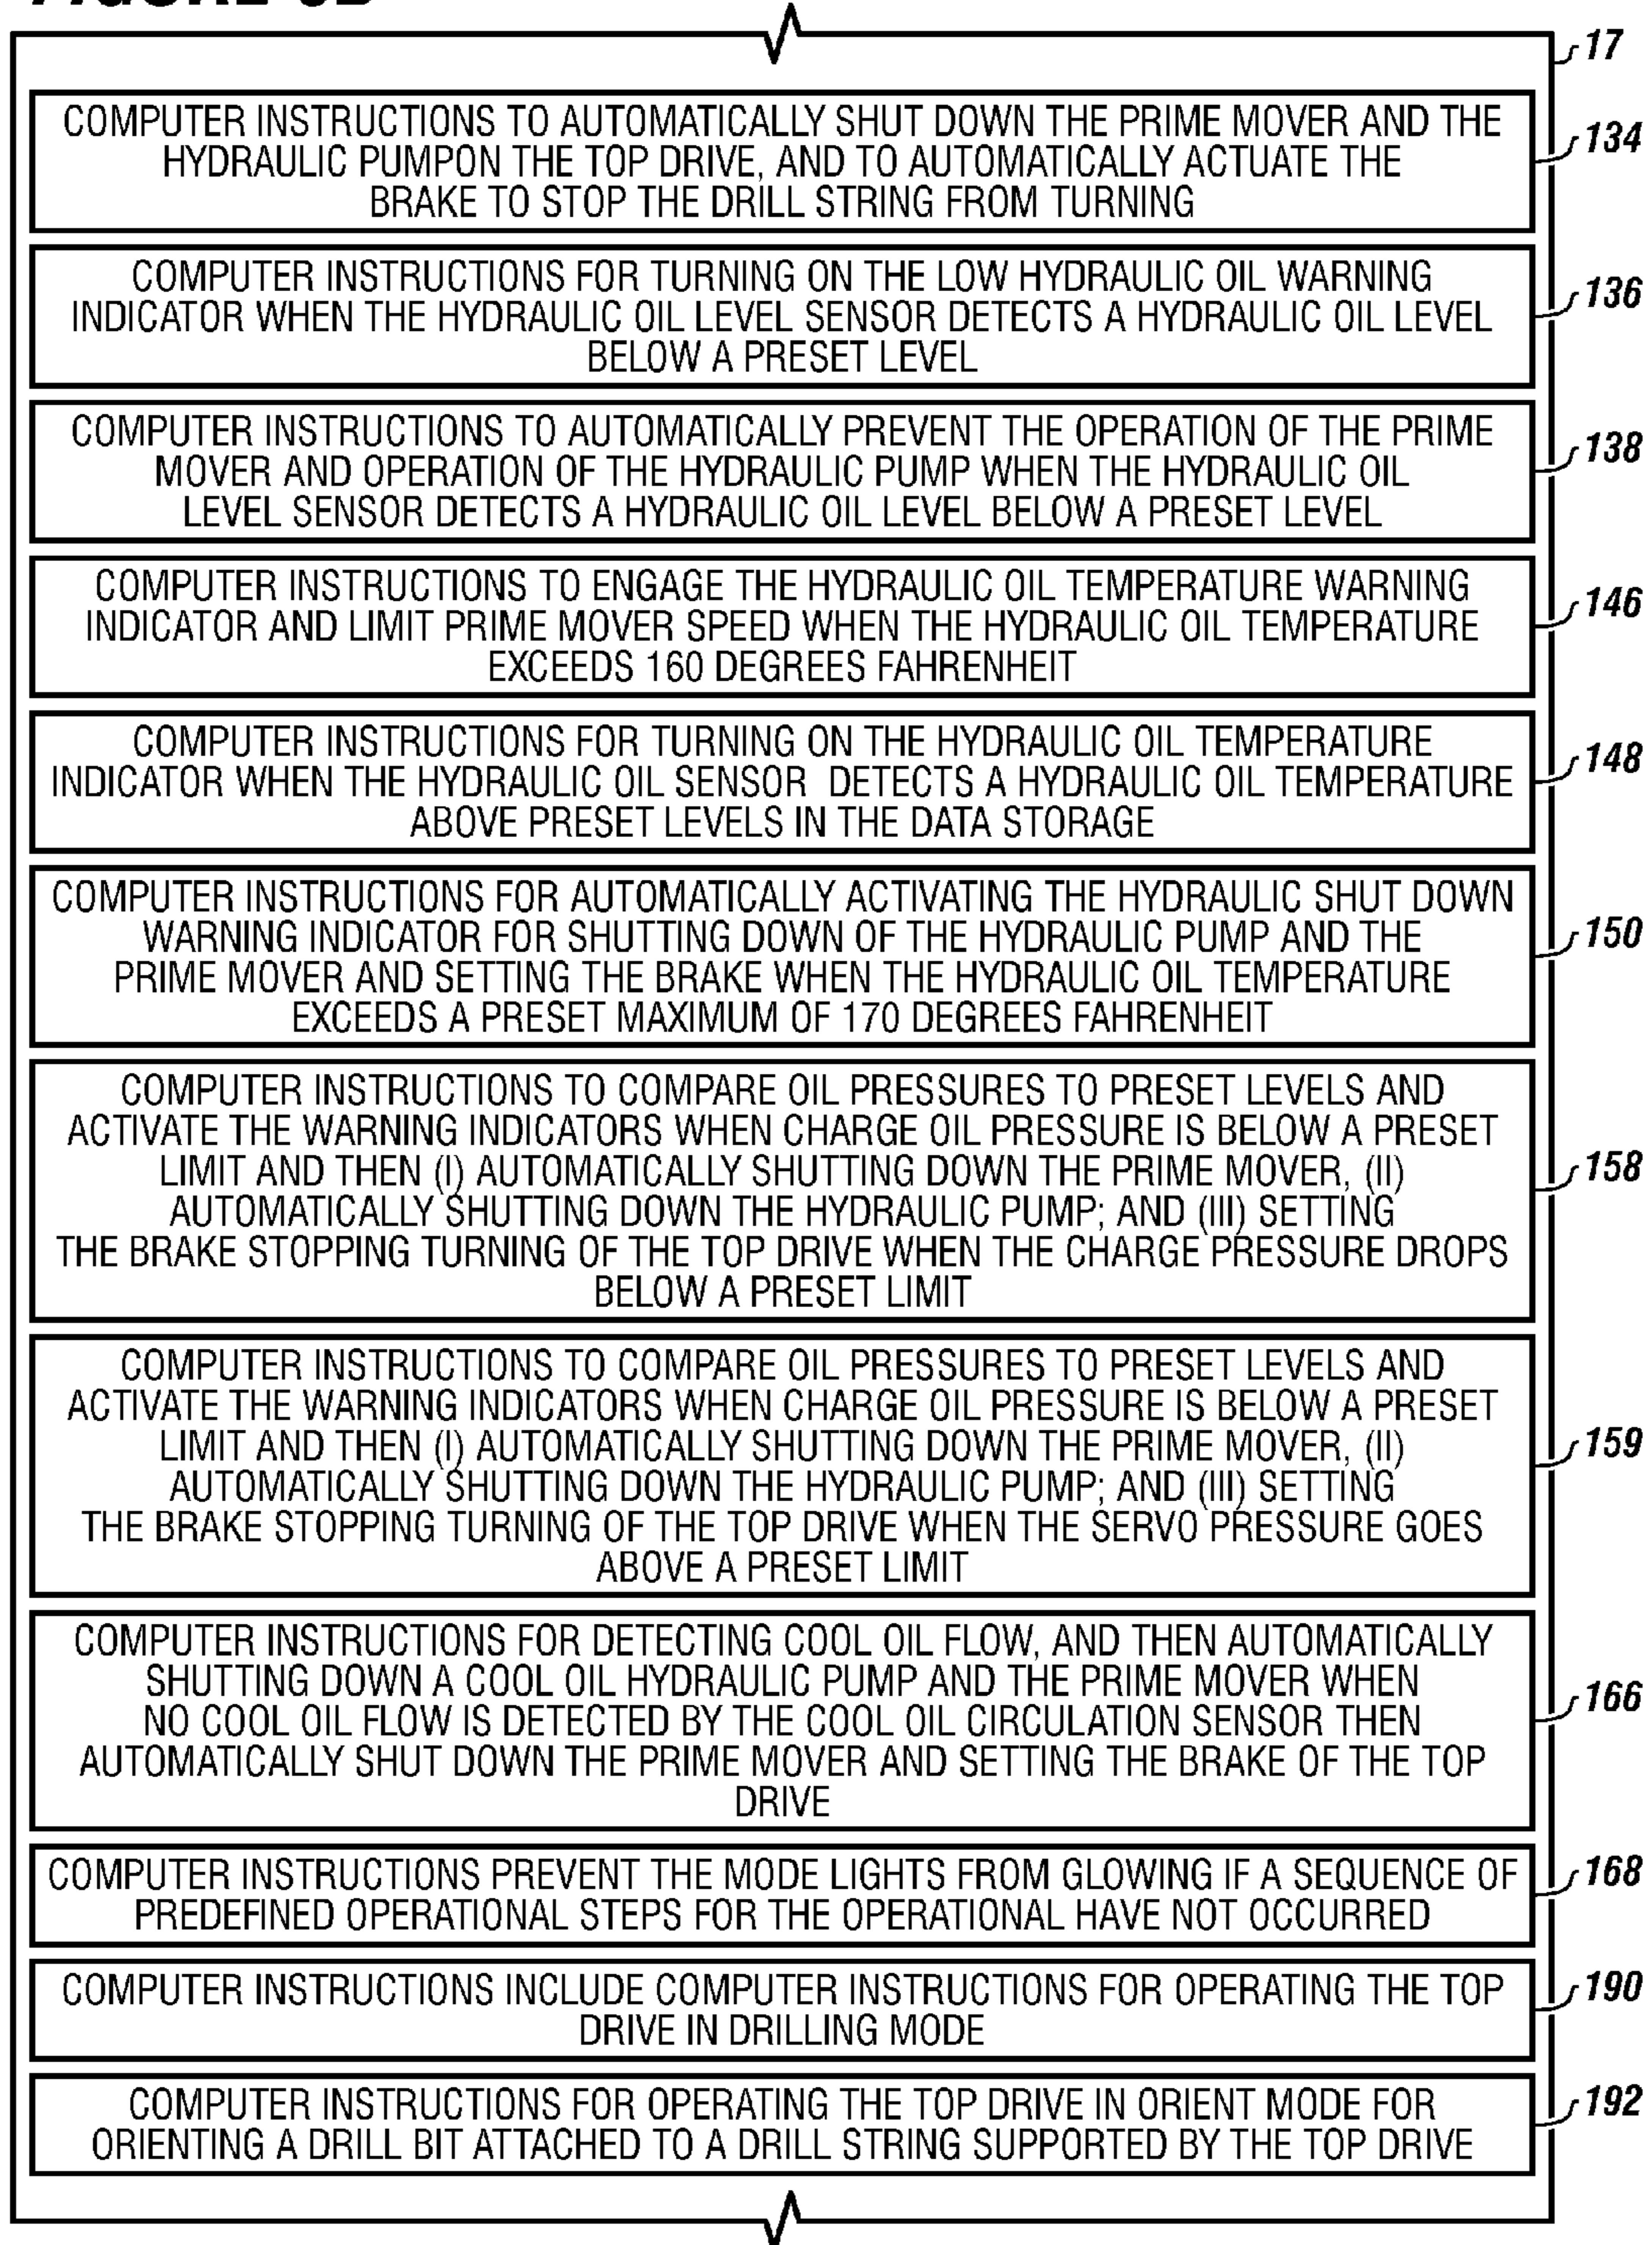 17
COMPUTER INSTRUCTIONS TO AUTOMATICALLY SHUT DOWN THE PRIME MOVER AND THE
HYDRAULIC PUMPON THE TOP DRIVE, AND TO AUTOMATICALLY ACTUATE THE
BRAKE TO STOP THE DRILL STRING FROM TURNING
134
COMPUTER INSTRUCTIONS FOR TURNING ON THE LOW HYDRAULIC OIL WARNING
INDICATOR WHEN THE HYDRAULIC OIL LEVEL SENSOR DETECTS A HYDRAULIC OIL LEVEL
BELOW A PRESET LEVEL
136
COMPUTER INSTRUCTIONS TO AUTOMATICALLY PREVENT THE OPERATION OF THE PRIME
MOVER AND OPERATION OF THE HYDRAULIC PUMP WHEN THE HYDRAULIC OIL
LEVEL SENSOR DETECTS A HYDRAULIC OIL LEVEL BELOW A PRESET LEVEL
138
COMPUTER INSTRUCTIONS TO ENGAGE THE HYDRAULIC OIL TEMPERATURE WARNING
INDICATOR AND LIMIT PRIME MOVER SPEED WHEN THE HYDRAULIC OIL TEMPERATURE
EXCEEDS 160 DEGREES FAHRENHEIT
146
COMPUTER INSTRUCTIONS FOR TURNING ON THE HYDRAULIC OIL TEMPERATURE
INDICATOR WHEN THE HYDRAULIC OIL SENSOR DETECTS A HYDRAULIC OIL TEMPERATURE
ABOVE PRESET LEVELS IN THE DATA STORAGE
148
COMPUTER INSTRUCTIONS FOR AUTOMATICALLY ACTIVATING THE HYDRAULIC SHUT DOWN
WARNING INDICATOR FOR SHUTTING DOWN OF THE HYDRAULIC PUMP AND THE
PRIME MOVER AND SETTING THE BRAKE WHEN THE HYDRAULIC OIL TEMPERATURE
EXCEEDS A PRESET MAXIMUM OF 170 DEGREES FAHRENHEIT
150
COMPUTER INSTRUCTIONS TO COMPARE OIL PRESSURES TO PRESET LEVELS AND
ACTIVATE THE WARNING INDICATORS WHEN CHARGE OIL PRESSURE IS BELOW A PRESET
LIMIT AND THEN (I) AUTOMATICALLY SHUTTING DOWN THE PRIME MOVER, (II)
AUTOMATICALLY SHUTTING DOWN THE HYDRAULIC PUMP; AND (III) SETTING
THE BRAKE STOPPING TURNING OF THE TOP DRIVE WHEN THE CHARGE PRESSURE DROPS
BELOW A PRESET LIMIT
158
COMPUTER INSTRUCTIONS TO COMPARE OIL PRESSURES TO PRESET LEVELS AND
ACTIVATE THE WARNING INDICATORS WHEN CHARGE OIL PRESSURE IS BELOW A PRESET
LIMIT AND THEN (I) AUTOMATICALLY SHUTTING DOWN THE PRIME MOVER, (II)
AUTOMATICALLY SHUTTING DOWN THE HYDRAULIC PUMP; AND (III) SETTING
THE BRAKE STOPPING TURNING OF THE TOP DRIVE WHEN THE SERVO PRESSURE GOES
ABOVE A PRESET LIMIT
159
COMPUTER INSTRUCTIONS FOR DETECTING COOL OIL FLOW, AND THEN AUTOMATICALLY
SHUTTING DOWN A COOL OIL HYDRAULIC PUMP AND THE PRIME MOVER WHEN
NO COOL OIL FLOW IS DETECTED BY THE COOL OIL CIRCULATION SENSOR THEN
AUTOMATICALLY SHUT DOWN THE PRIME MOVER AND SETTING THE BRAKE OF THE TOP
DRIVE
166
COMPUTER INSTRUCTIONS PREVENT THE MODE LIGHTS FROM GLOWING IF A SEQUENCE OF
PREDEFINED OPERATIONAL STEPS FOR THE OPERATIONAL HAVE NOT OCCURRED
168
COMPUTER INSTRUCTIONS INCLUDE COMPUTER INSTRUCTIONS FOR OPERATING THE TOP
DRIVE IN DRILLING MODE
190
COMPUTER INSTRUCTIONS FOR OPERATING THE TOP DRIVE IN ORIENT MODE FOR
ORIENTING A DRILL BIT ATTACHED TO A DRILL STRING SUPPORTED BY THE TOP DRIVE
192